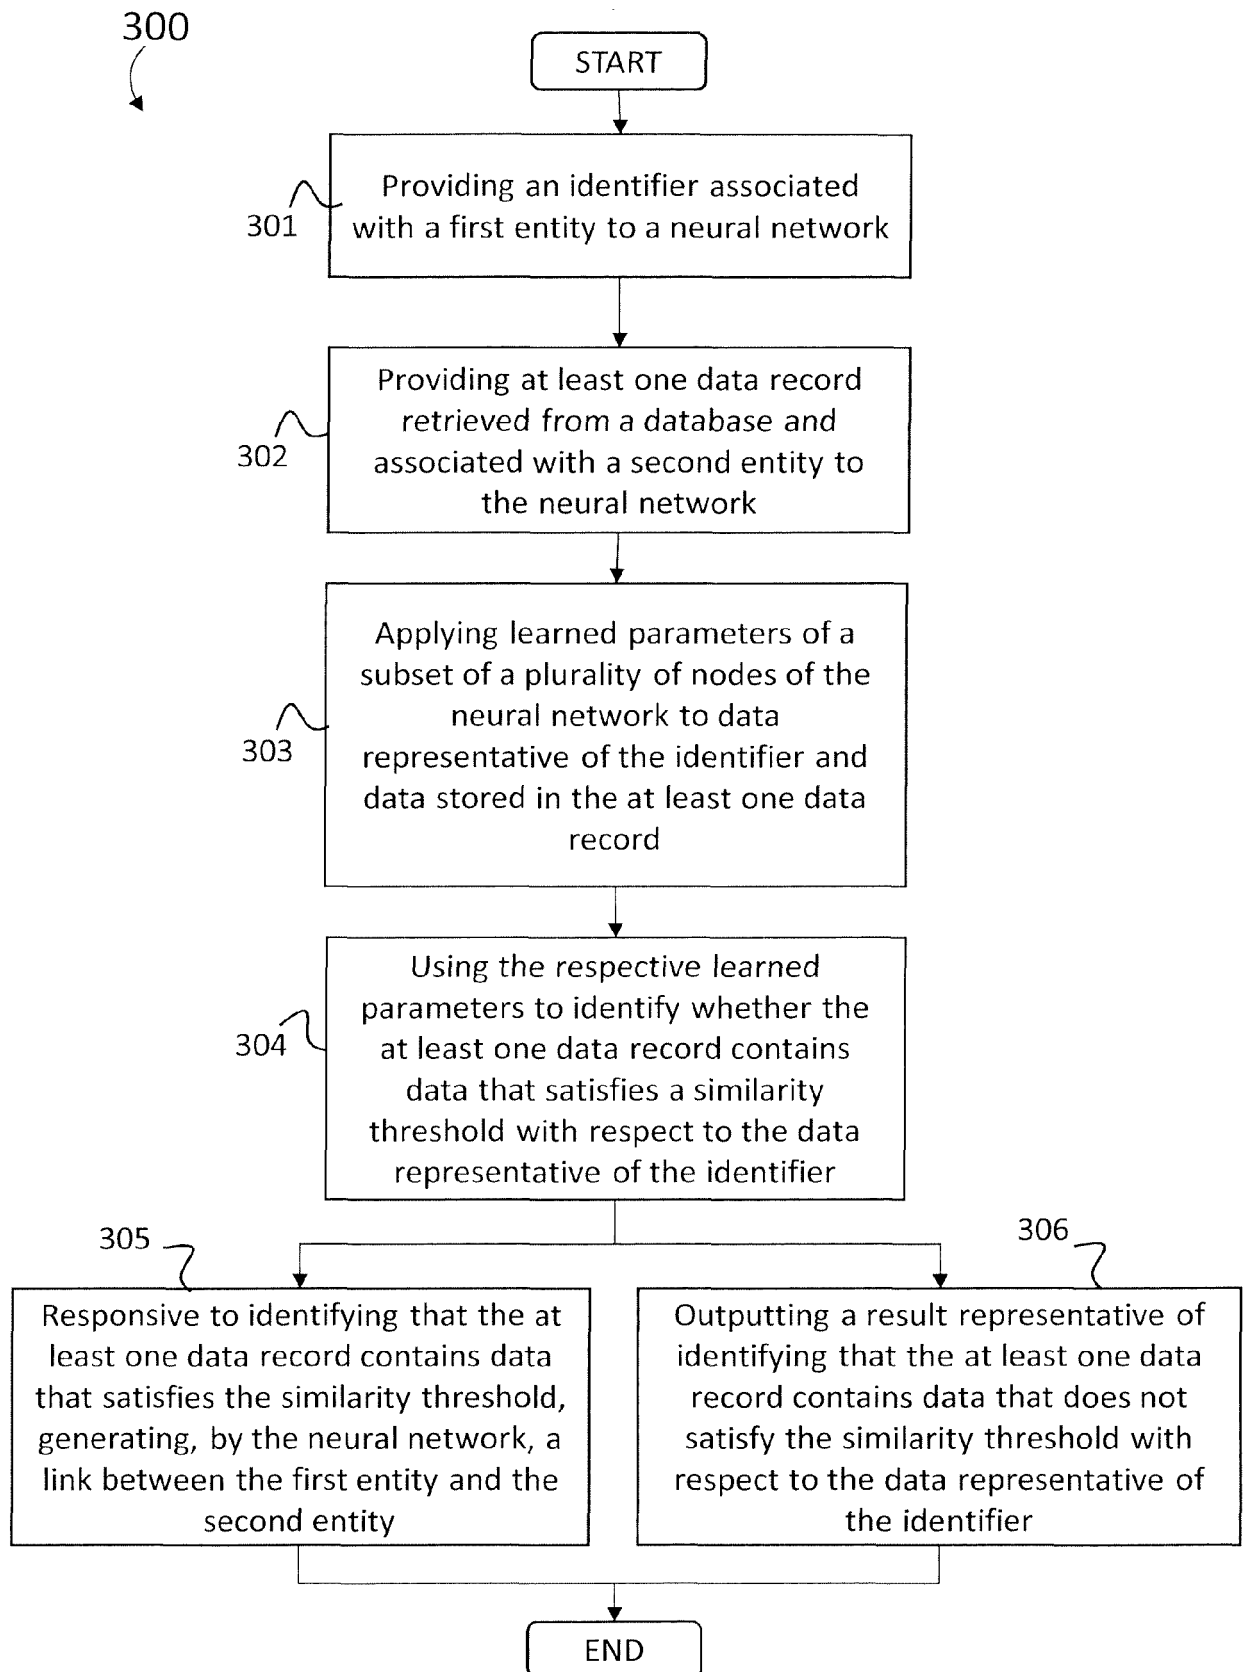 300
START
Providing an identifier associated
with a first entity to a neural network
301
Providing at least one data record
retrieved from a database and
associated with a second entity to
the neural network
302
Applying learned parameters of a
subset of a plurality of nodes of the
neural network to data
representative of the identifier and
data stored in the at least one data
record
303
Using the respective learned
parameters to identify whether the
at least one data record contains
data that satisfies a similarity
threshold with respect to the data
representative of the identifier
304
305
Responsive to identifying that the at
least one data record contains data
that satisfies the similarity threshold,
generating, by the neural network, a
link between the first entity and the
second entity
306
Outputting a result representative of
identifying that the at least one data
record contains data that does not
satisfy the similarity threshold with
respect to the data representative of
the identifier
END